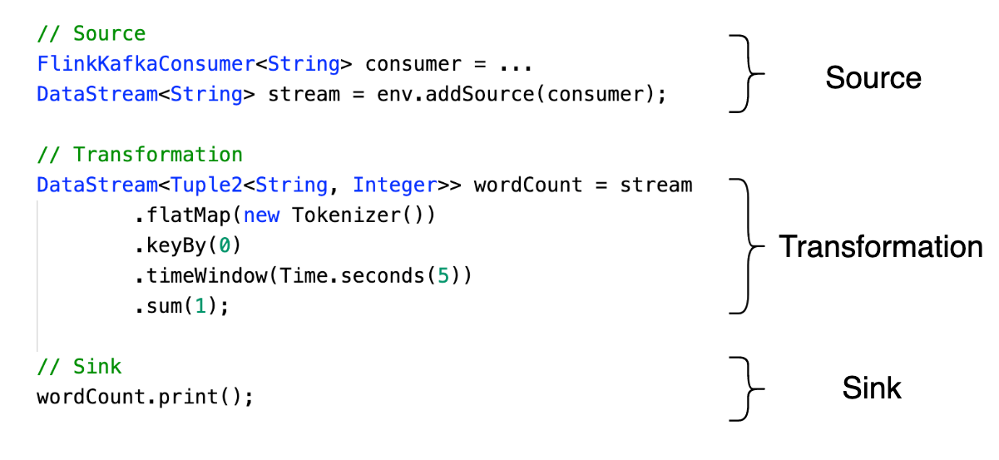 // Source
FlinkKafkaConsumer<String> consumer = ...
DataStream<String> stream = env.addSource(consumer);
Source
// Transformation
DataStream<Tuple2<String, Integer>> wordCount = stream
.flatMap(new Tokenizer())
.keyBy(0)
.timeWindow(Time.seconds(5))
.sum(1);
Transformation
// Sink
wordCount.print();
Sink